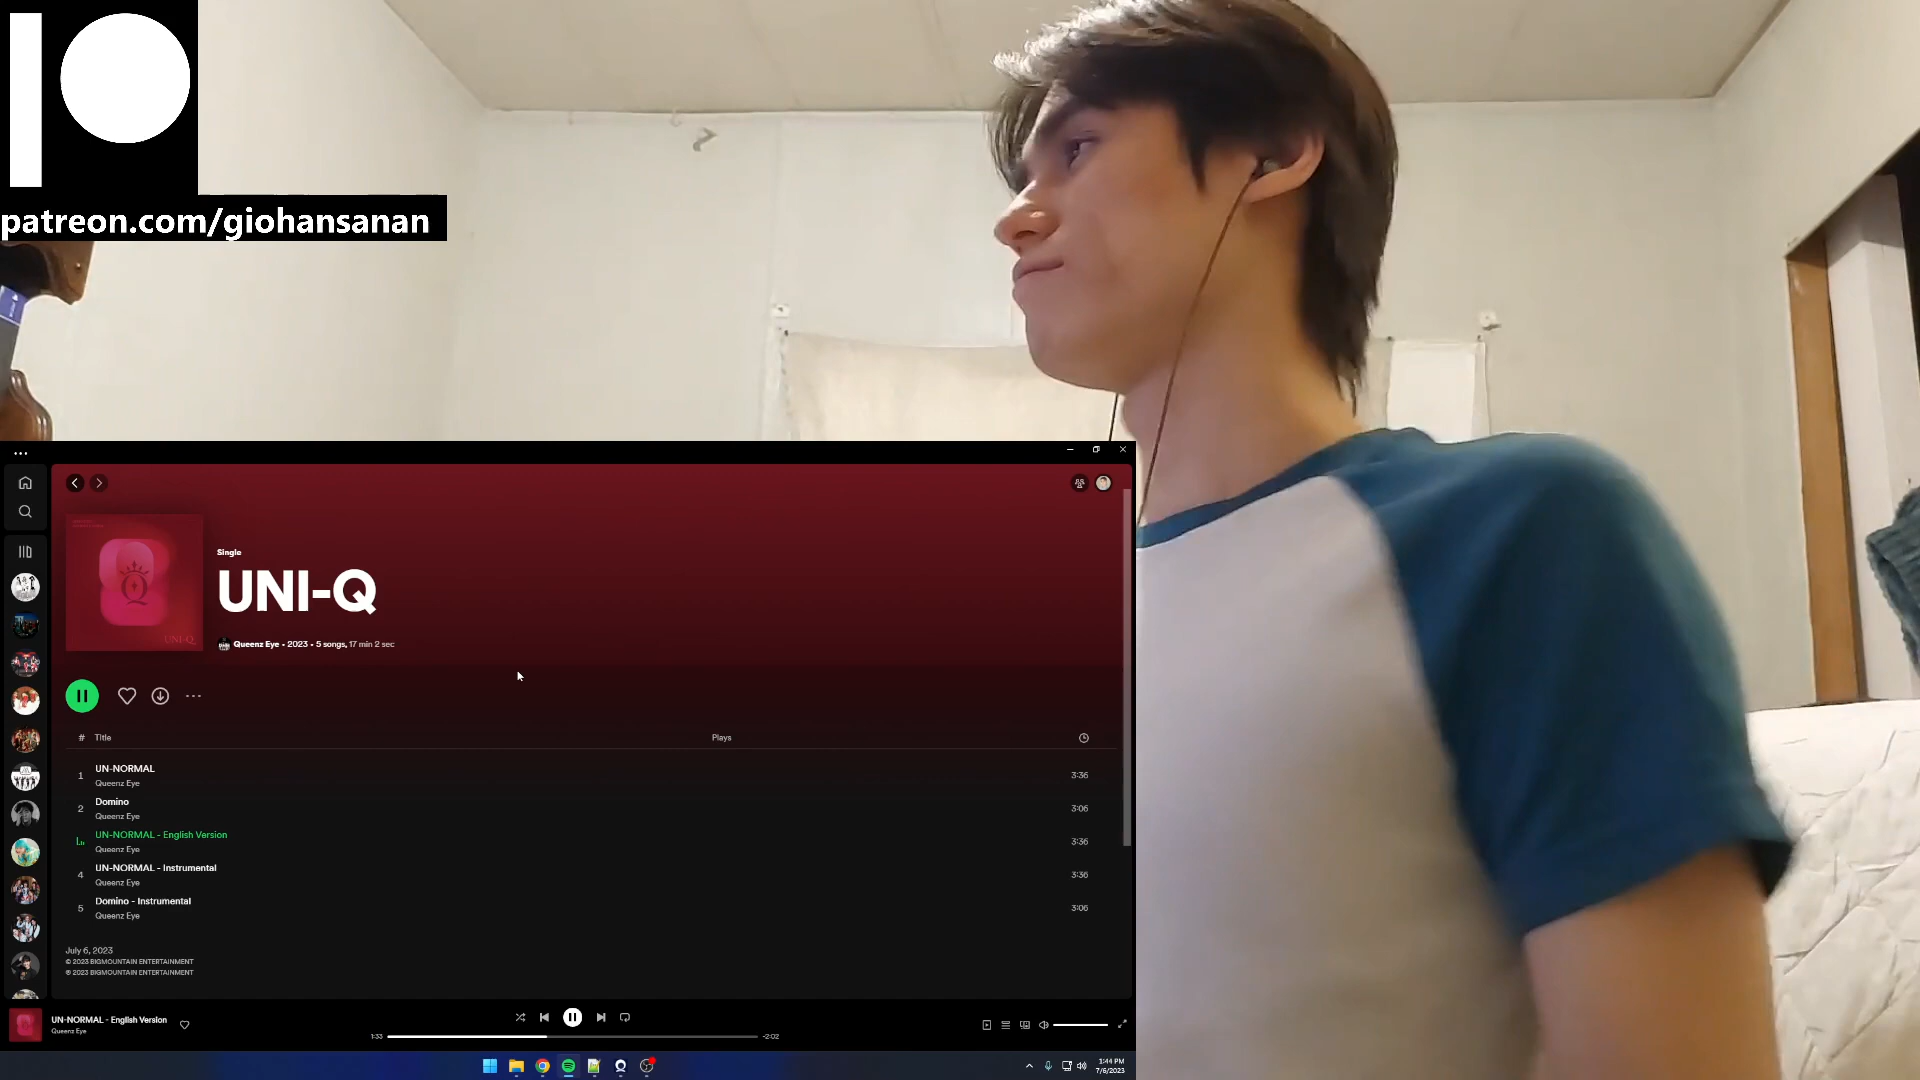 patreon.com/giohansanan
Single
UNI-Q
Queenz Eye • 2023 • 5 songs, 17 min 2 sec
# Title Plays
1 UN-NORMAL 3:36
Queenz Eye
2 Domino 3:06
Queenz Eye
UN-NORMAL - English Version 3:36
Queenz Eye
4 UN-NORMAL - Instrumental 3:36
Queenz Eye
5 Domino - Instrumental 3:06
Queenz Eye
July 6, 2023
© 2023 BIGMOUNTAIN ENTERTAINMENT
℗ 2023 BIGMOUNTAIN ENTERTAINMENT
UN-NORMAL - English Version
Queenz Eye
1:33 -2:02
1:44 PM
7/6/2023
UNI-Q